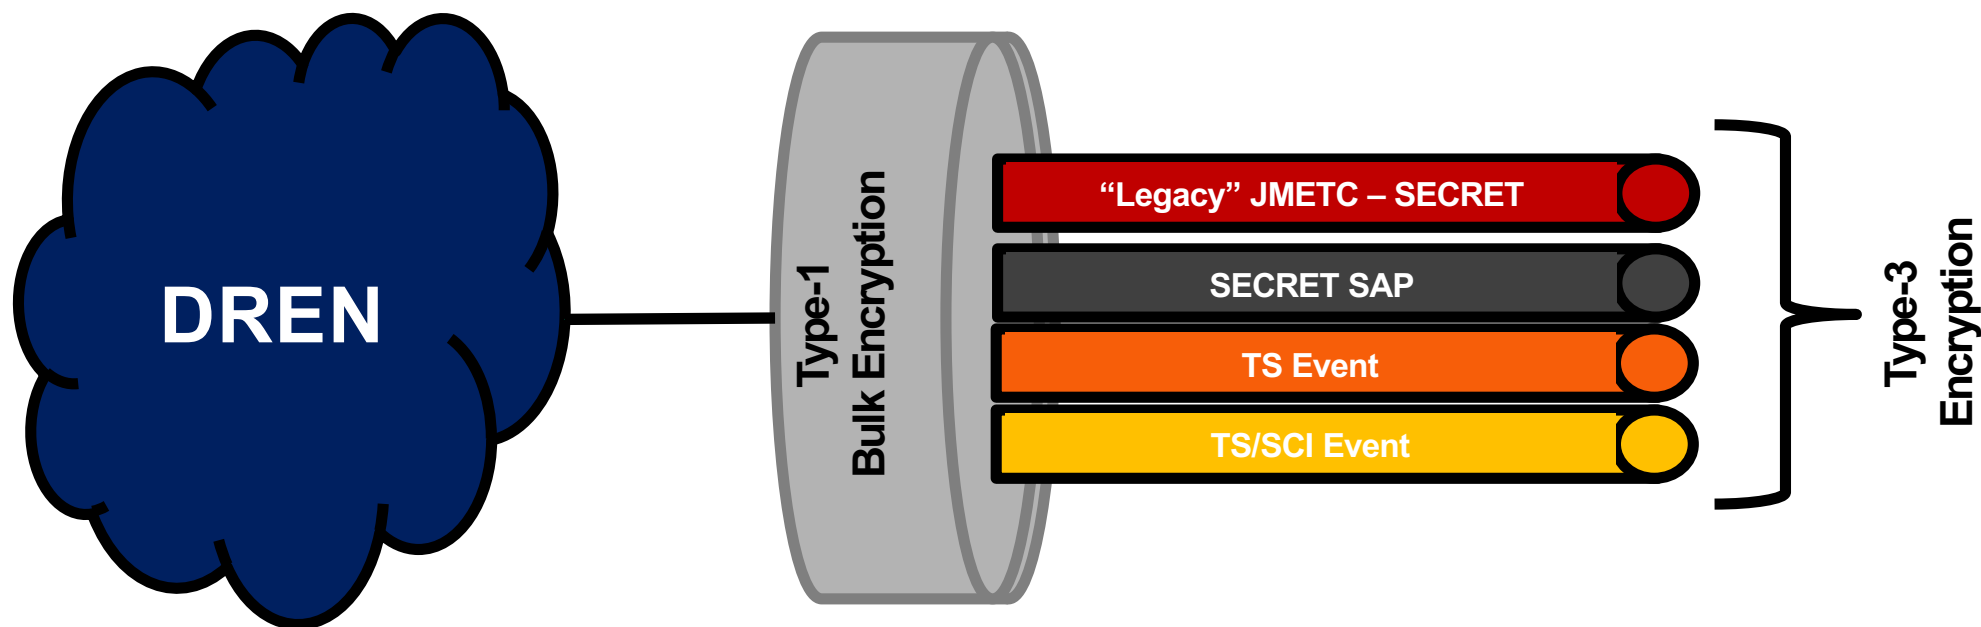 DREN
Type-1
Bulk Encryption
“Legacy” JMETC – SECRET
SECRET SAP
TS Event
TS/SCI Event
Type-3
Encryption